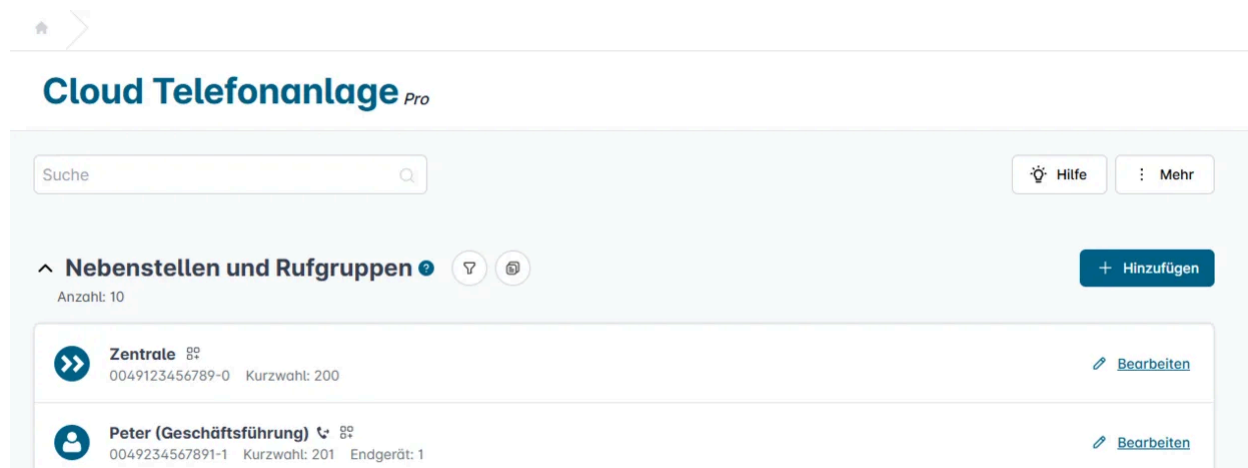 Cloud Telefonanlage Pro
Suche
Hilfe
Mehr
Nebenstellen und Rufgruppen ?
Hinzufügen
Anzahl: 10
Zentrale
0049123456789-0 Kurzwahl: 200
Bearbeiten
Peter (Geschäftsführung)
0049234567891-1 Kurzwahl: 201 Endgerät: 1
Bearbeiten